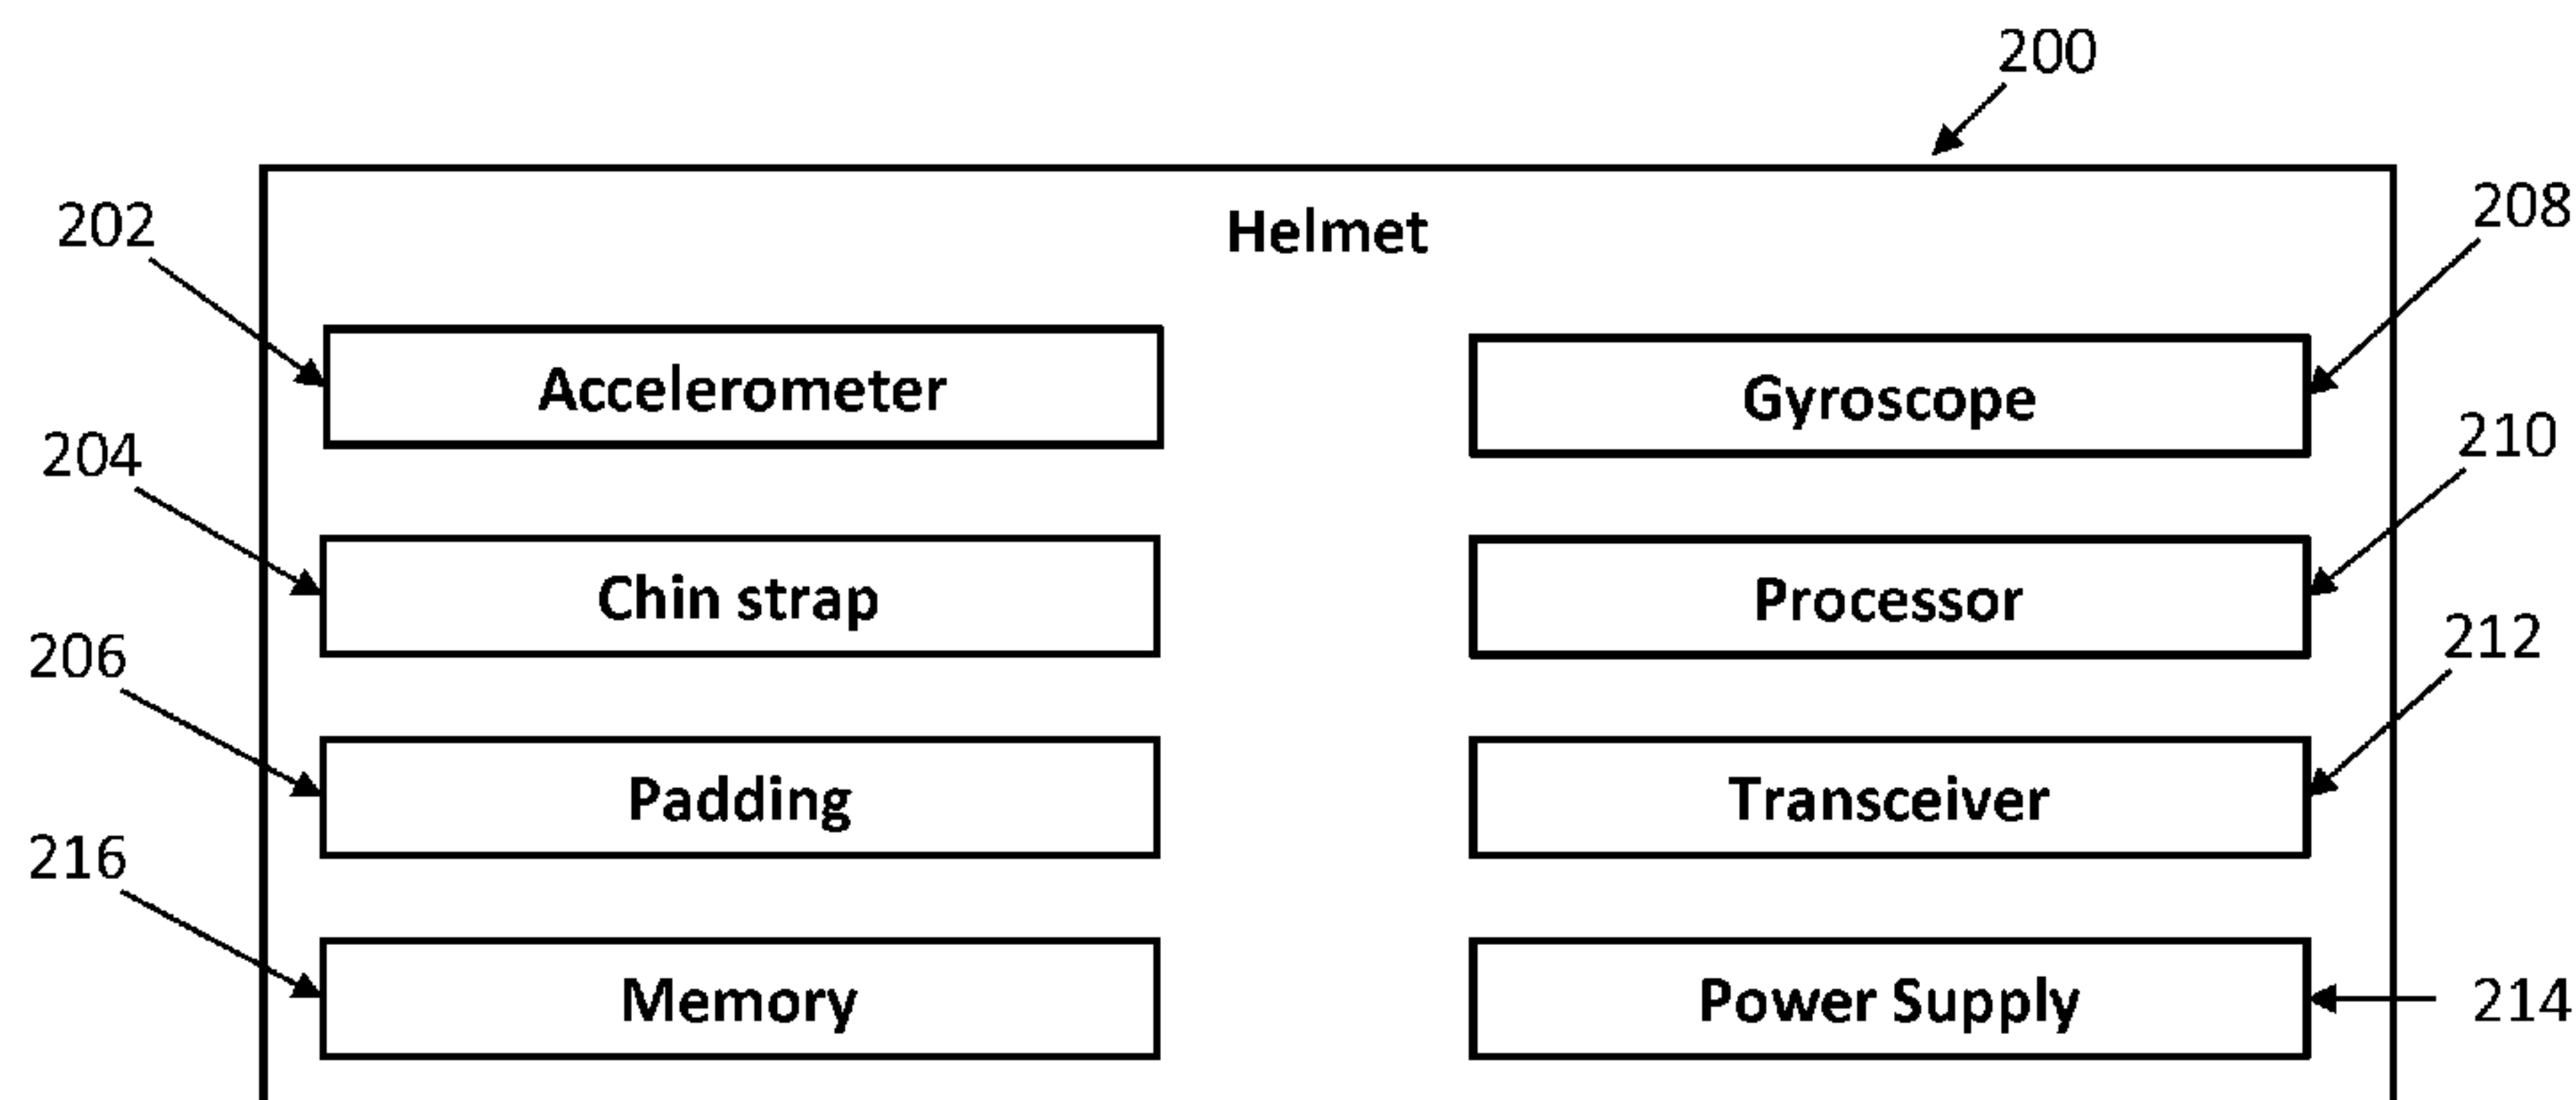 200
Helmet
202
208
Accelerometer
Gyroscope
204
210
Chin strap
Processor
206
212
Padding
Transceiver
216
Memory
Power Supply
214